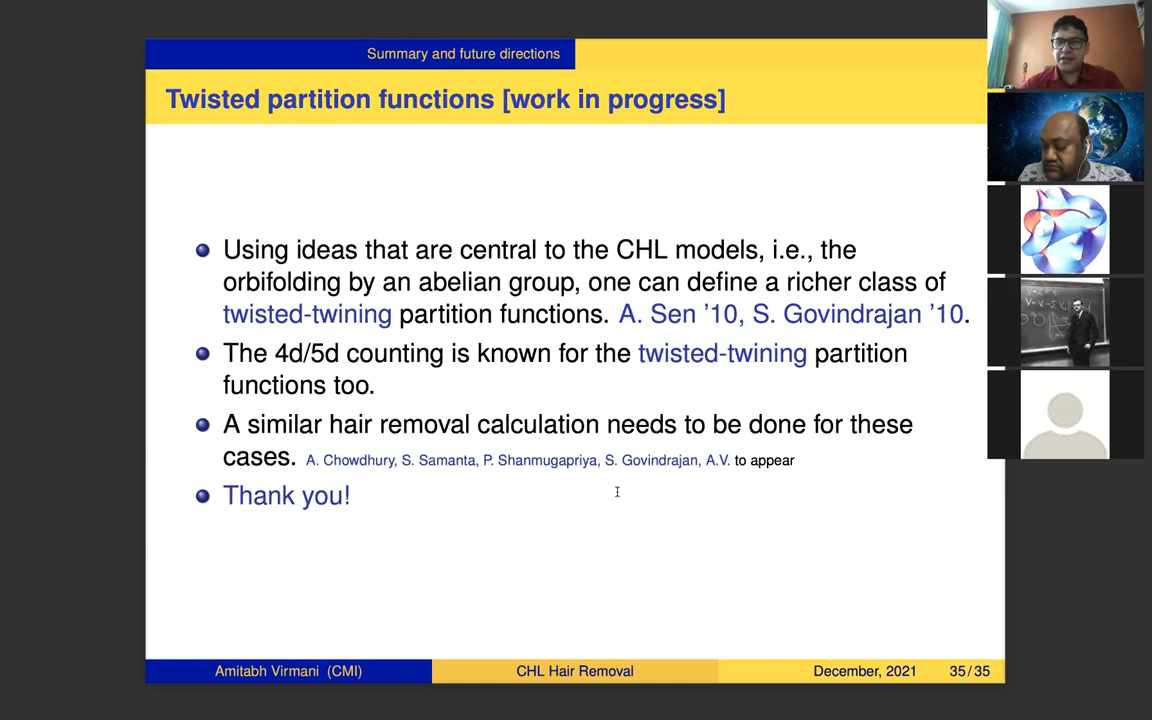 Summary and future directions
Twisted partition functions [work in progress]
Using ideas that are central to the CHL models, i.e., the
orbifolding by an abelian group, one can define a richer class of
twisted-twining partition functions. A. Sen ’10, S. Govindrajan ’10.
The 4d/5d counting is known for the twisted-twining partition
functions too.
A similar hair removal calculation needs to be done for these
cases. A. Chowdhury, S. Samanta, P. Shanmugapriya, S. Govindrajan, A.V. to appear
Thank you!
Amitabh Virmani (CMI) CHL Hair Removal December, 2021 35/35